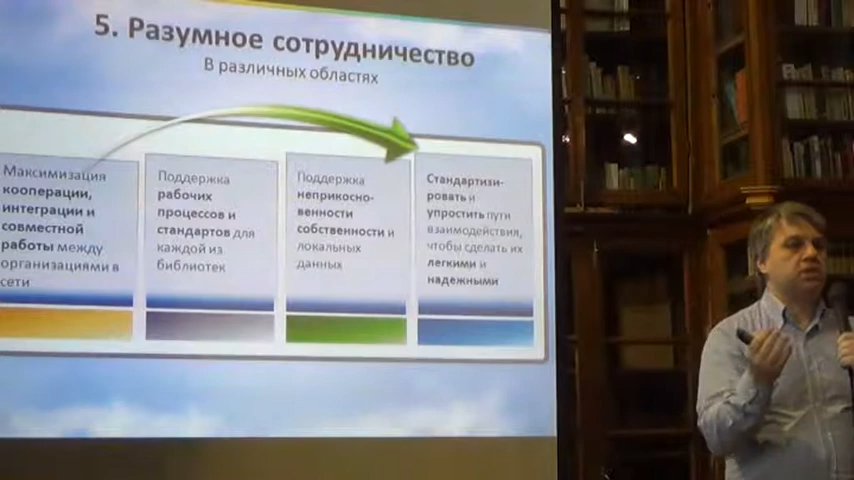 5. Разумное сотрудничество
В различных областях
Максимизация
кооперации,
интеграции и
совместной
работы между
организациями в
сети
Поддержка
рабочих
процессов и
стандартов для
каждой из
библиотек
Поддержка
неприкосно-
венности
собственности и
локальных
данных
Стандартизи-
ровать и
упростить пути
взаимодействия,
чтобы сделать их
легкими и
надежными